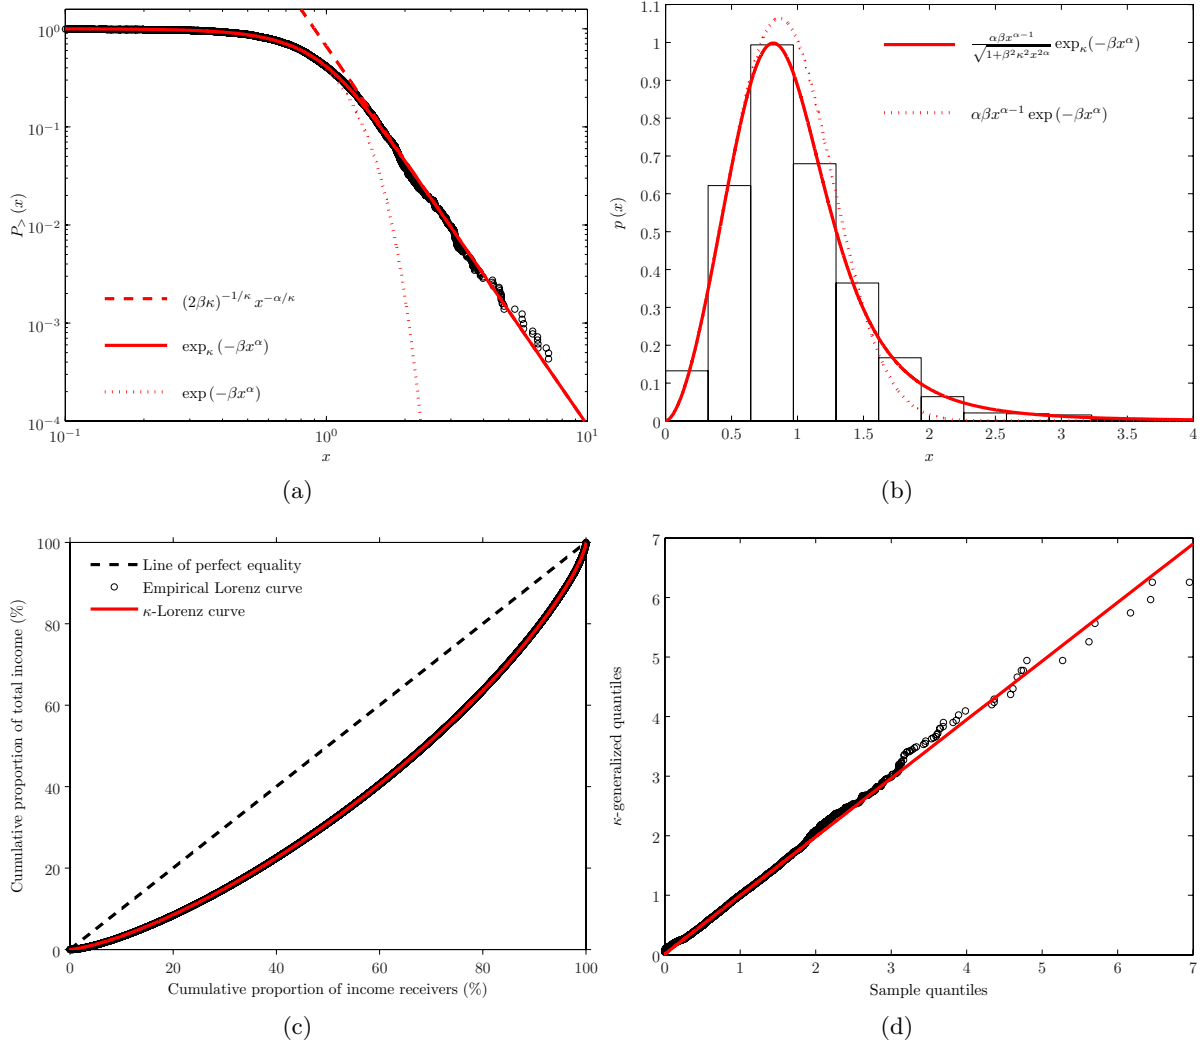 10⁰
10⁻¹
10⁻²
10⁻³
10⁻⁴
P_>(x)
(2βκ)^{−1/κ} x^{−α/κ}
exp_κ(−βx^α)
exp(−βx^α)
10⁻¹ 10⁰ 10¹
x
(a)
1.1
1
0.9
0.8
0.7
0.6
0.5
0.4
0.3
0.2
0.1
0
p(x)
αβx^{α−1}/√(1+β²κ²x^{2α}) exp_κ(−βx^α)
αβx^{α−1} exp(−βx^α)
0 0.5 1 1.5 2 2.5 3 3.5 4
x
(b)
100
80
60
40
20
0
Cumulative proportion of total income (%)
Line of perfect equality
Empirical Lorenz curve
κ-Lorenz curve
0 20 40 60 80 100
Cumulative proportion of income receivers (%)
(c)
7
6
5
4
3
2
1
0
κ-generalized quantiles
0 1 2 3 4 5 6 7
Sample quantiles
(d)